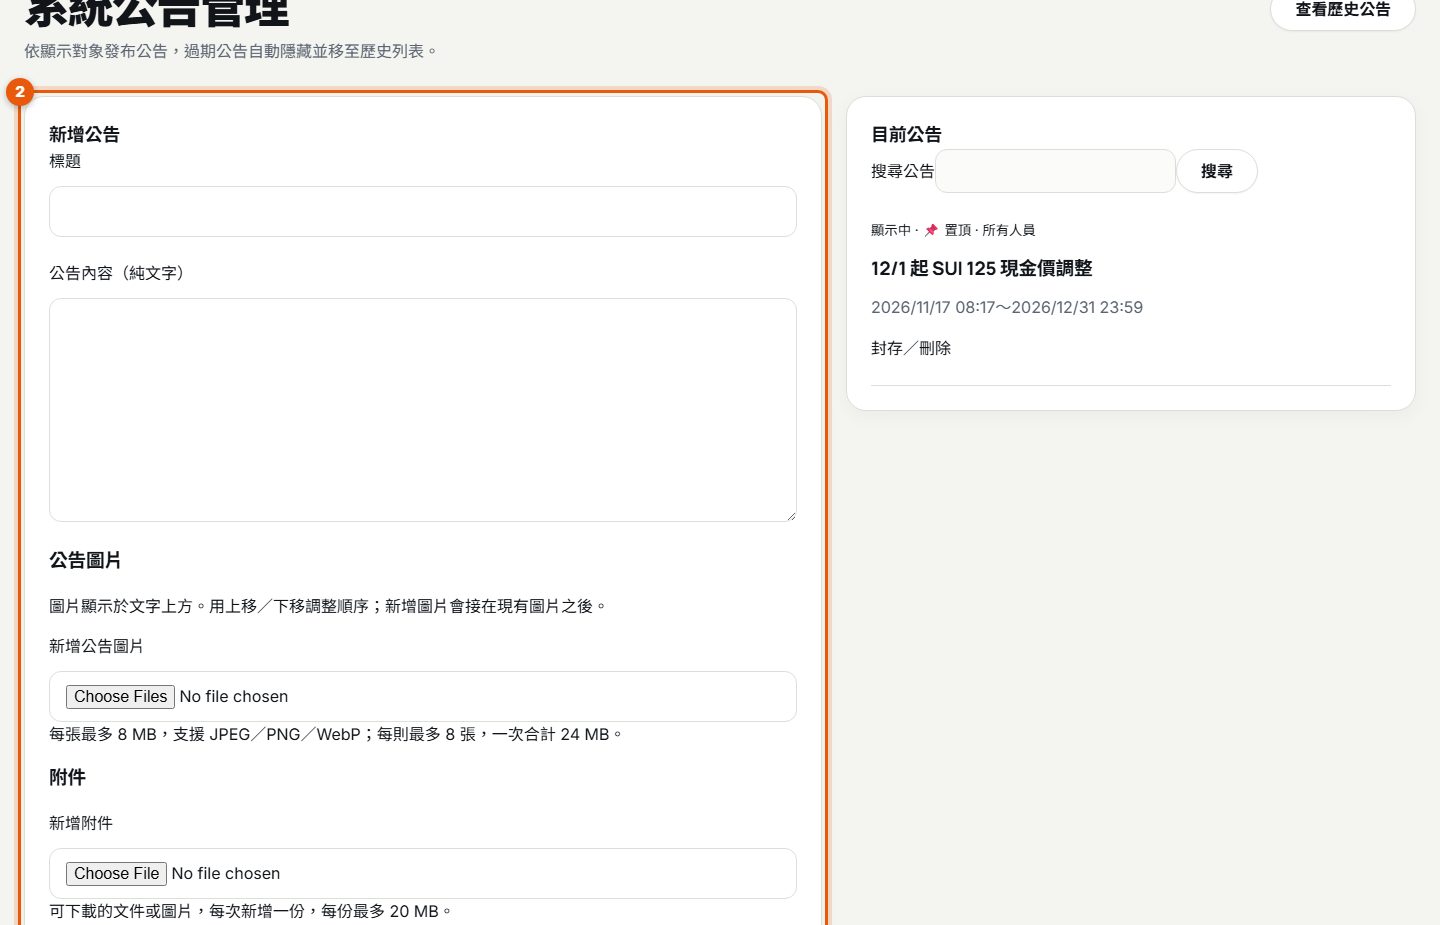 系統公告管理
查看歷史公告
依顯示對象發布公告，過期公告自動隱藏並移至歷史列表。
2
新增公告
標題
公告內容（純文字）
公告圖片
圖片顯示於文字上方。用上移／下移調整順序；新增圖片會接在現有圖片之後。
新增公告圖片
Choose Files No file chosen
每張最多 8 MB，支援 JPEG／PNG／WebP；每則最多 8 張，一次合計 24 MB。
附件
新增附件
Choose File No file chosen
可下載的文件或圖片，每次新增一份，每份最多 20 MB。
目前公告
搜尋公告 搜尋
顯示中 · 📌 置頂 · 所有人員
12/1 起 SUI 125 現金價調整
2026/11/17 08:17～2026/12/31 23:59
封存／刪除